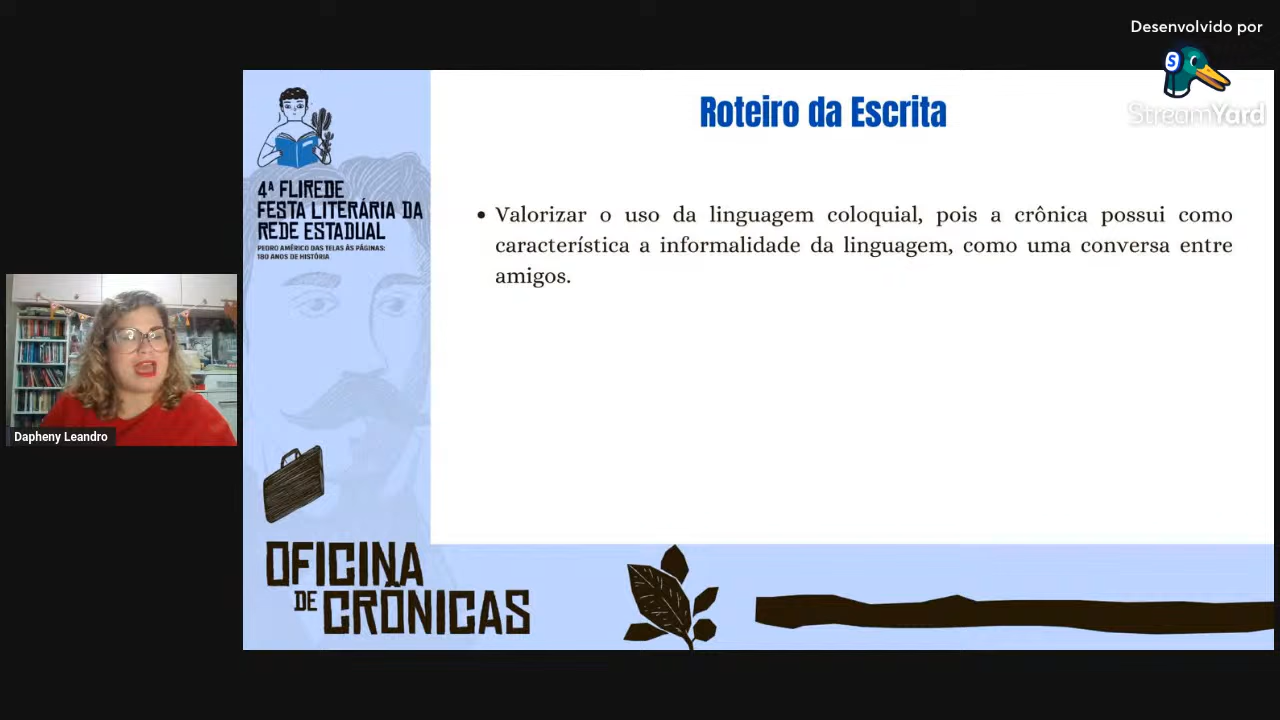 Desenvolvido por
S
StreamYard
Roteiro da Escrita
4ª FLIREDE
FESTA LITERÁRIA DA
REDE ESTADUAL
PEDRO AMÉRICO DAS TELAS ÀS PÁGINAS:
180 ANOS DE HISTÓRIA
• Valorizar o uso da linguagem coloquial, pois a crônica possui como
característica a informalidade da linguagem, como uma conversa entre
amigos.
Dapheny Leandro
OFICINA
DE CRÔNICAS